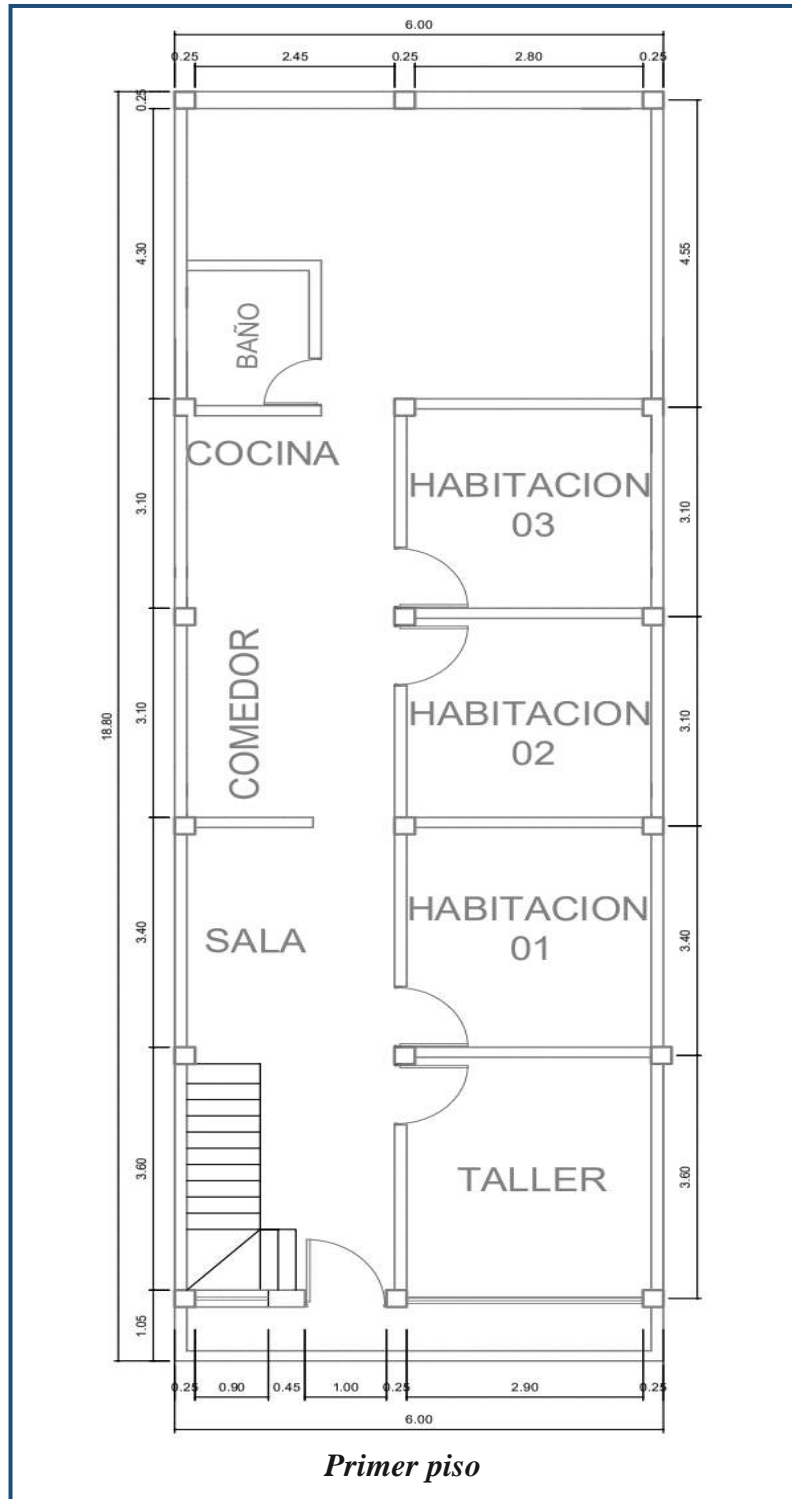 6.00
0.25 2.45 0.25 2.80 0.25
0.25
4.30
4.55
BAÑO
COCINA
HABITACION
03
3.10
3.10
18.80
COMEDOR
3.10
HABITACION
02
3.10
HABITACION
01
SALA
3.40
3.40
3.60
TALLER
3.60
1.05
0.25 0.90 0.45 1.00 0.25 2.90 0.25
6.00
Primer piso